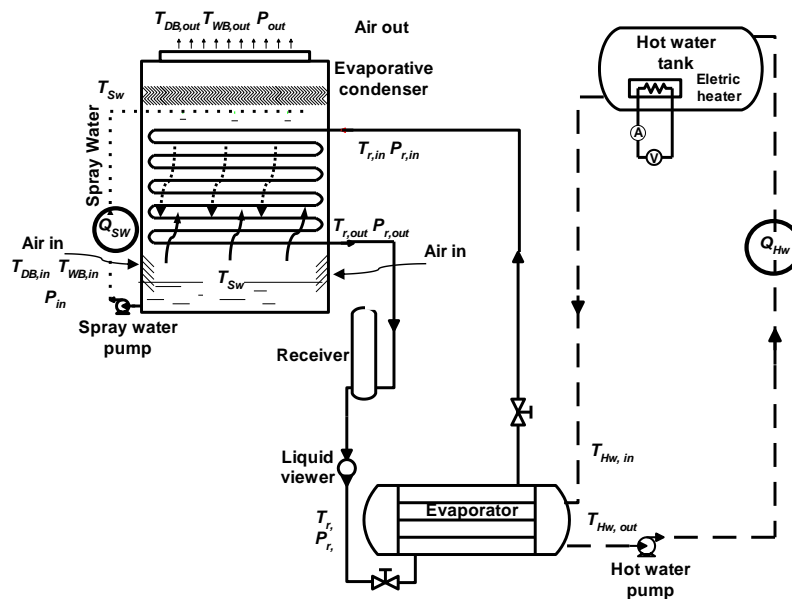 T_DB,out T_WB,out P_out
Air out
Evaporative
condenser
T_Sw
Spray Water
Q_SW
T_r,in P_r,in
T_r,out P_r,out
Air in
T_DB,in T_WB,in
P_in
Air in
T_Sw
Spray water
pump
Receiver
Liquid
viewer
T_r,
P_r,
Evaporator
Hot water
tank
Eletric
heater
A
V
Q_Hw
T_Hw, in
T_Hw, out
Hot water
pump